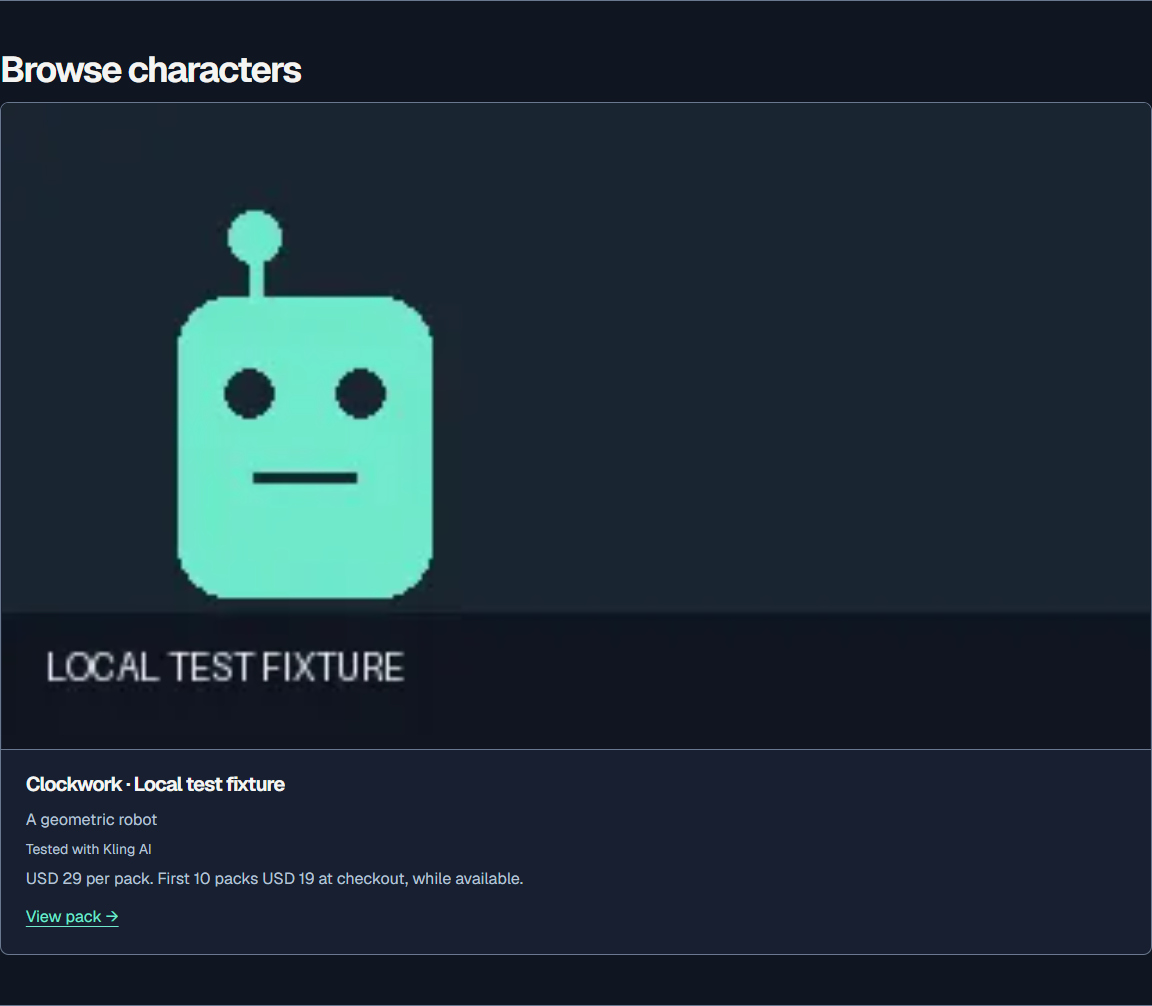 Browse characters
LOCAL TEST FIXTURE
Clockwork · Local test fixture
A geometric robot
Tested with Kling AI
USD 29 per pack. First 10 packs USD 19 at checkout, while available.
View pack →